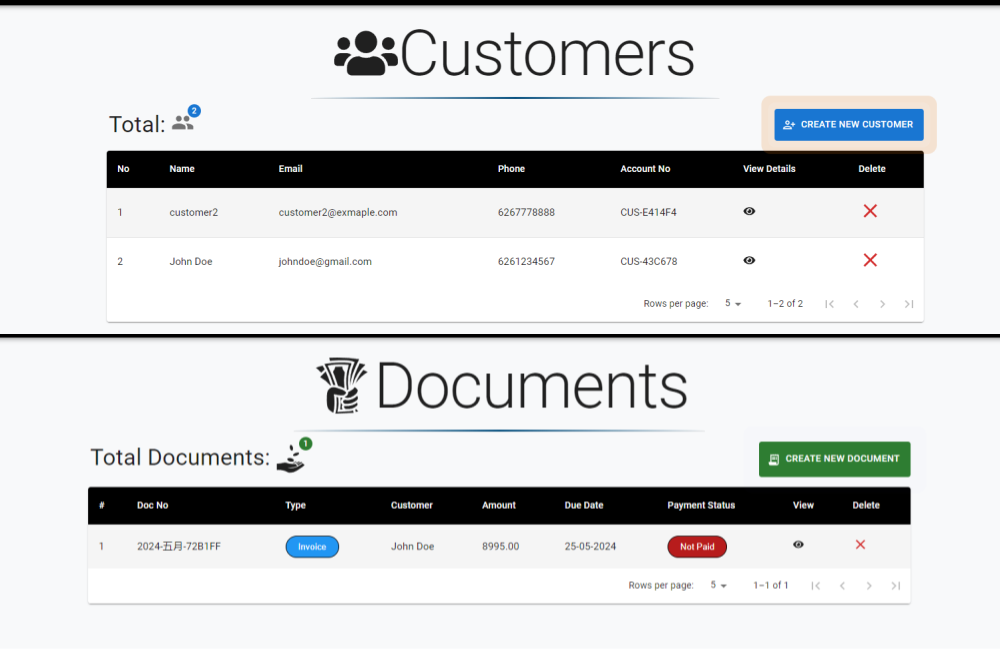 Customers
Total: 2
CREATE NEW CUSTOMER
No Name Email Phone Account No View Details Delete
1 customer2 customer2@exmaple.com 6267778888 CUS-E414F4
2 John Doe johndoe@gmail.com 6261234567 CUS-43C678
Rows per page: 5 1–2 of 2
Documents
Total Documents: 1
CREATE NEW DOCUMENT
# Doc No Type Customer Amount Due Date Payment Status View Delete
1 2024-五月-72B1FF Invoice John Doe 8995.00 25-05-2024 Not Paid
Rows per page: 5 1–1 of 1